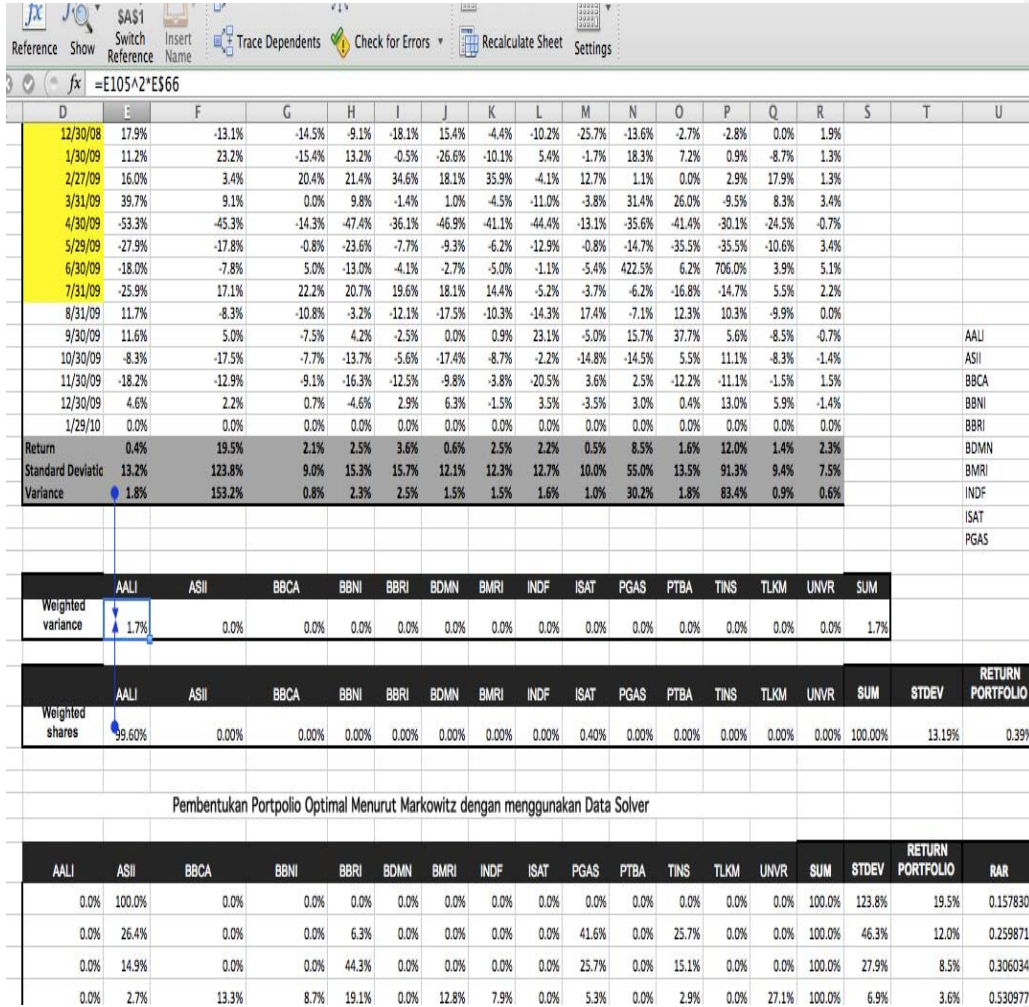 $A$1
Reference Show Switch Reference Insert Name Trace Dependents Check for Errors Recalculate Sheet Settings
fx =E105^2*E$66
D E F G H I J K L M N O P Q R S T U
12/30/08 17.9% -13.1% -14.5% -9.1% -18.1% 15.4% -4.4% -10.2% -25.7% -13.6% -2.7% -2.8% 0.0% 1.9%
1/30/09 11.2% 23.2% -15.4% 13.2% -0.5% -26.6% -10.1% 5.4% -1.7% 18.3% 7.2% 0.9% -8.7% 1.3%
2/27/09 16.0% 3.4% 20.4% 21.4% 34.6% 18.1% 35.9% -4.1% 12.7% 1.1% 0.0% 2.9% 17.9% 1.3%
3/31/09 39.7% 9.1% 0.0% 9.8% -1.4% 1.0% -4.5% -11.0% -3.8% 31.4% 26.0% -9.5% 8.3% 3.4%
4/30/09 -53.3% -45.3% -14.3% -47.4% -36.1% -46.9% -41.1% -44.4% -13.1% -35.6% -41.4% -30.1% -24.5% -0.7%
5/29/09 -27.9% -17.8% -0.8% -23.6% -7.7% -9.3% -6.2% -12.9% -0.8% -14.7% -35.5% -35.5% -10.6% 3.4%
6/30/09 -18.0% -7.8% 5.0% -13.0% -4.1% -2.7% -5.0% -1.1% -5.4% 422.5% 6.2% 706.0% 3.9% 5.1%
7/31/09 -25.9% 17.1% 22.2% 20.7% 19.6% 18.1% 14.4% -5.2% -3.7% -6.2% -16.8% -14.7% 5.5% 2.2%
8/31/09 11.7% -8.3% -10.8% -3.2% -12.1% -17.5% -10.3% -14.3% 17.4% -7.1% 12.3% 10.3% -9.9% 0.0%
9/30/09 11.6% 5.0% -7.5% 4.2% -2.5% 0.0% 0.9% 23.1% -5.0% 15.7% 37.7% 5.6% -8.5% -0.7% AALI
10/30/09 -8.3% -17.5% -7.7% -13.7% -5.6% -17.4% -8.7% -2.2% -14.8% -14.5% 5.5% 11.1% -8.3% -1.4% ASII
11/30/09 -18.2% -12.9% -9.1% -16.3% -12.5% -9.8% -3.8% -20.5% 3.6% 2.5% -12.2% -11.1% -1.5% 1.5% BBCA
12/30/09 4.6% 2.2% 0.7% -4.6% 2.9% 6.3% -1.5% 3.5% -3.5% 3.0% 0.4% 13.0% 5.9% -1.4% BBNI
1/29/10 0.0% 0.0% 0.0% 0.0% 0.0% 0.0% 0.0% 0.0% 0.0% 0.0% 0.0% 0.0% 0.0% 0.0% BBRI
Return 0.4% 19.5% 2.1% 2.5% 3.6% 0.6% 2.5% 2.2% 0.5% 8.5% 1.6% 12.0% 1.4% 2.3% BDMN
Standard Deviatic 13.2% 123.8% 9.0% 15.3% 15.7% 12.1% 12.3% 12.7% 10.0% 55.0% 13.5% 91.3% 9.4% 7.5% BMRI
Variance 1.8% 153.2% 0.8% 2.3% 2.5% 1.5% 1.5% 1.6% 1.0% 30.2% 1.8% 83.4% 0.9% 0.6% INDF
ISAT
PGAS
AALI ASII BBCA BBNI BBRI BDMN BMRI INDF ISAT PGAS PTBA TINS TLKM UNVR SUM
Weighted variance 1.7% 0.0% 0.0% 0.0% 0.0% 0.0% 0.0% 0.0% 0.0% 0.0% 0.0% 0.0% 0.0% 0.0% 1.7%
AALI ASII BBCA BBNI BBRI BDMN BMRI INDF ISAT PGAS PTBA TINS TLKM UNVR SUM STDEV RETURN PORTFOLIO
Weighted shares 99.60% 0.00% 0.00% 0.00% 0.00% 0.00% 0.00% 0.00% 0.40% 0.00% 0.00% 0.00% 0.00% 0.00% 100.00% 13.19% 0.39%
Pembentukan Portpolio Optimal Menurut Markowitz dengan menggunakan Data Solver
AALI ASII BBCA BBNI BBRI BDMN BMRI INDF ISAT PGAS PTBA TINS TLKM UNVR SUM STDEV RETURN PORTFOLIO RAR
0.0% 100.0% 0.0% 0.0% 0.0% 0.0% 0.0% 0.0% 0.0% 0.0% 0.0% 0.0% 0.0% 0.0% 100.0% 123.8% 19.5% 0.157830
0.0% 26.4% 0.0% 0.0% 6.3% 0.0% 0.0% 0.0% 0.0% 41.6% 0.0% 25.7% 0.0% 0.0% 100.0% 46.3% 12.0% 0.259871
0.0% 14.9% 0.0% 0.0% 44.3% 0.0% 0.0% 0.0% 0.0% 25.7% 0.0% 15.1% 0.0% 0.0% 100.0% 27.9% 8.5% 0.306034
0.0% 2.7% 13.3% 8.7% 19.1% 0.0% 12.8% 7.9% 0.0% 5.3% 0.0% 2.9% 0.0% 27.1% 100.0% 6.9% 3.6% 0.530977